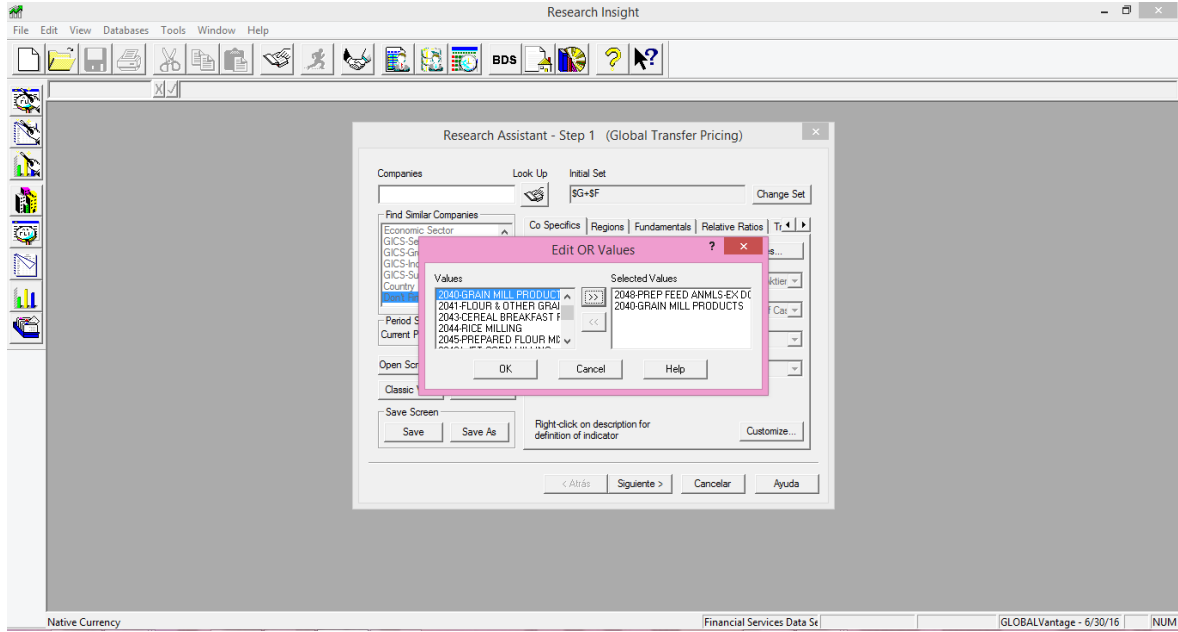 Research Insight
File Edit View Databases Tools Window Help
BDS
Research Assistant - Step 1 (Global Transfer Pricing)
Companies Look Up Initial Set
$G+$F Change Set
Find Similar Companies
Co Specifics Regions Fundamentals Relative Ratios
Economic Sector
GICS-Se
GICS-Gr
GICS-Ind
GICS-Su
Country
Edit OR Values
Values Selected Values
2040-GRAIN MILL PRODUCT
2041-FLOUR & OTHER GRAI
2043-CEREAL BREAKFAST F
2044-RICE MILLING
2045-PREPARED FLOUR MD
2048-PREP FEED ANMLS-EX DO
2040-GRAIN MILL PRODUCTS
>>
<<
OK Cancel Help
Period S
Current P
Open Scr
Classic
Save Screen
Save Save As
Right-click on description for
definition of indicator
Customize...
< Atrás Siguiente > Cancelar Ayuda
Native Currency Financial Services Data Se GLOBALVantage - 6/30/16 NUM